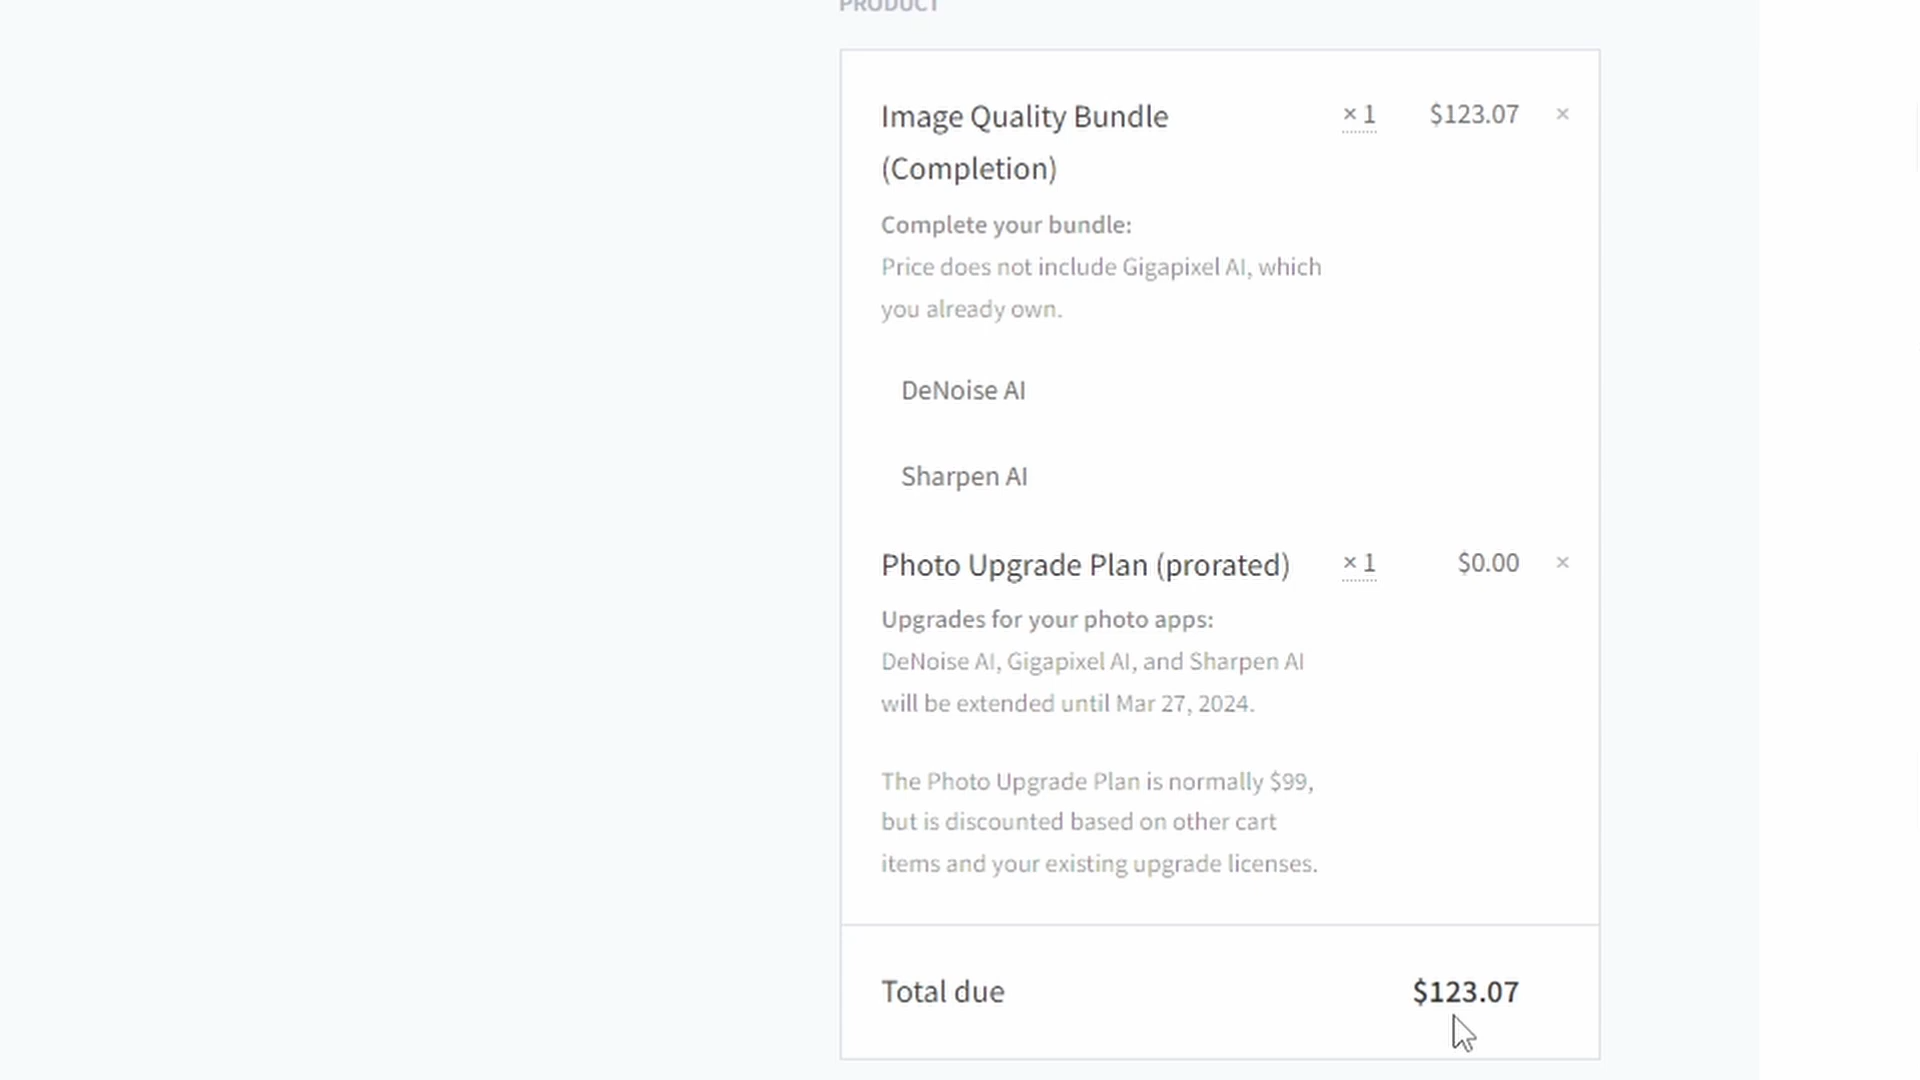 PRODUCT
Image Quality Bundle × 1 $123.07 ×
(Completion)
Complete your bundle:
Price does not include Gigapixel AI, which
you already own.
DeNoise AI
Sharpen AI
Photo Upgrade Plan (prorated) × 1 $0.00 ×
Upgrades for your photo apps:
DeNoise AI, Gigapixel AI, and Sharpen AI
will be extended until Mar 27, 2024.
The Photo Upgrade Plan is normally $99,
but is discounted based on other cart
items and your existing upgrade licenses.
Total due $123.07